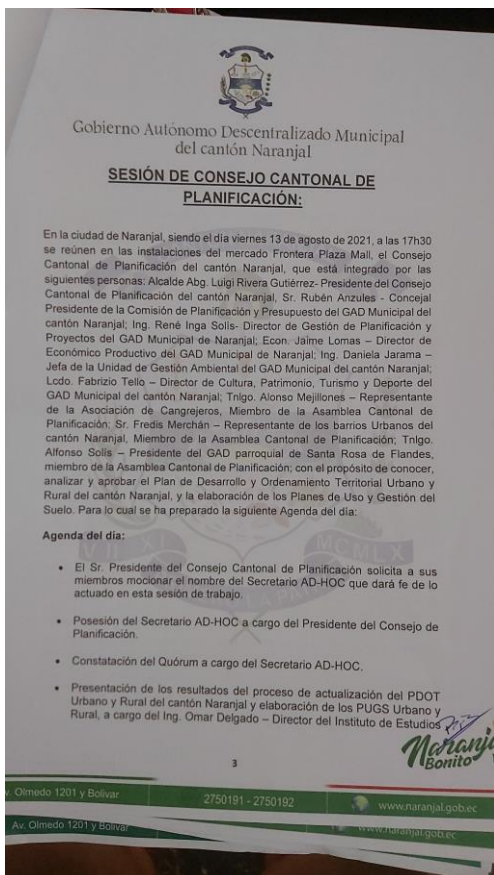 Gobierno Autónomo Descentralizado Municipal
del cantón Naranjal
SESIÓN DE CONSEJO CANTONAL DE
PLANIFICACIÓN:
En la ciudad de Naranjal, siendo el día viernes 13 de agosto de 2021, a las 17h30
se reúnen en las instalaciones del mercado Frontera Plaza Mall, el Consejo
Cantonal de Planificación del cantón Naranjal, que está integrado por las
siguientes personas: Alcalde Abg. Luigi Rivera Gutiérrez- Presidente del Consejo
Cantonal de Planificación del cantón Naranjal, Sr. Rubén Anzules - Concejal
Presidente de la Comisión de Planificación y Presupuesto del GAD Municipal del
cantón Naranjal; Ing. René Inga Solis- Director de Gestión de Planificación y
Proyectos del GAD Municipal de Naranjal; Econ. Jaime Lomas – Director de
Económico Productivo del GAD Municipal de Naranjal; Ing. Daniela Jarama –
Jefa de la Unidad de Gestión Ambiental del GAD Municipal del cantón Naranjal;
Lcdo. Fabrizio Tello – Director de Cultura, Patrimonio, Turismo y Deporte del
GAD Municipal del cantón Naranjal; Tnlgo. Alonso Mejillones – Representante
de la Asociación de Cangrejeros, Miembro de la Asamblea Cantonal de
Planificación; Sr. Fredis Merchán – Representante de los barrios Urbanos del
cantón Naranjal, Miembro de la Asamblea Cantonal de Planificación; Tnlgo.
Alfonso Solis – Presidente del GAD parroquial de Santa Rosa de Flandes,
miembro de la Asamblea Cantonal de Planificación; con el propósito de conocer,
analizar y aprobar el Plan de Desarrollo y Ordenamiento Territorial Urbano y
Rural del cantón Naranjal, y la elaboración de los Planes de Uso y Gestión del
Suelo. Para lo cual se ha preparado la siguiente Agenda del día:
Agenda del día:
VII XI MCMLX
• El Sr. Presidente del Consejo Cantonal de Planificación solicita a sus
miembros mocionar el nombre del Secretario AD-HOC que dará fe de lo
actuado en esta sesión de trabajo.
• Posesión del Secretario AD-HOC a cargo del Presidente del Consejo de
Planificación.
• Constatación del Quórum a cargo del Secretario AD-HOC.
• Presentación de los resultados del proceso de actualización del PDOT
Urbano y Rural del cantón Naranjal y elaboración de los PUGS Urbano y
Rural, a cargo del Ing. Omar Delgado – Director del Instituto de Estudios
Naranja
Bonito
3
v. Olmedo 1201 y Bolivar 2750191 - 2750192 www.naranjal.gob.ec
Av. Olmedo 1201 y Bolivar www.naranjal.gob.ec